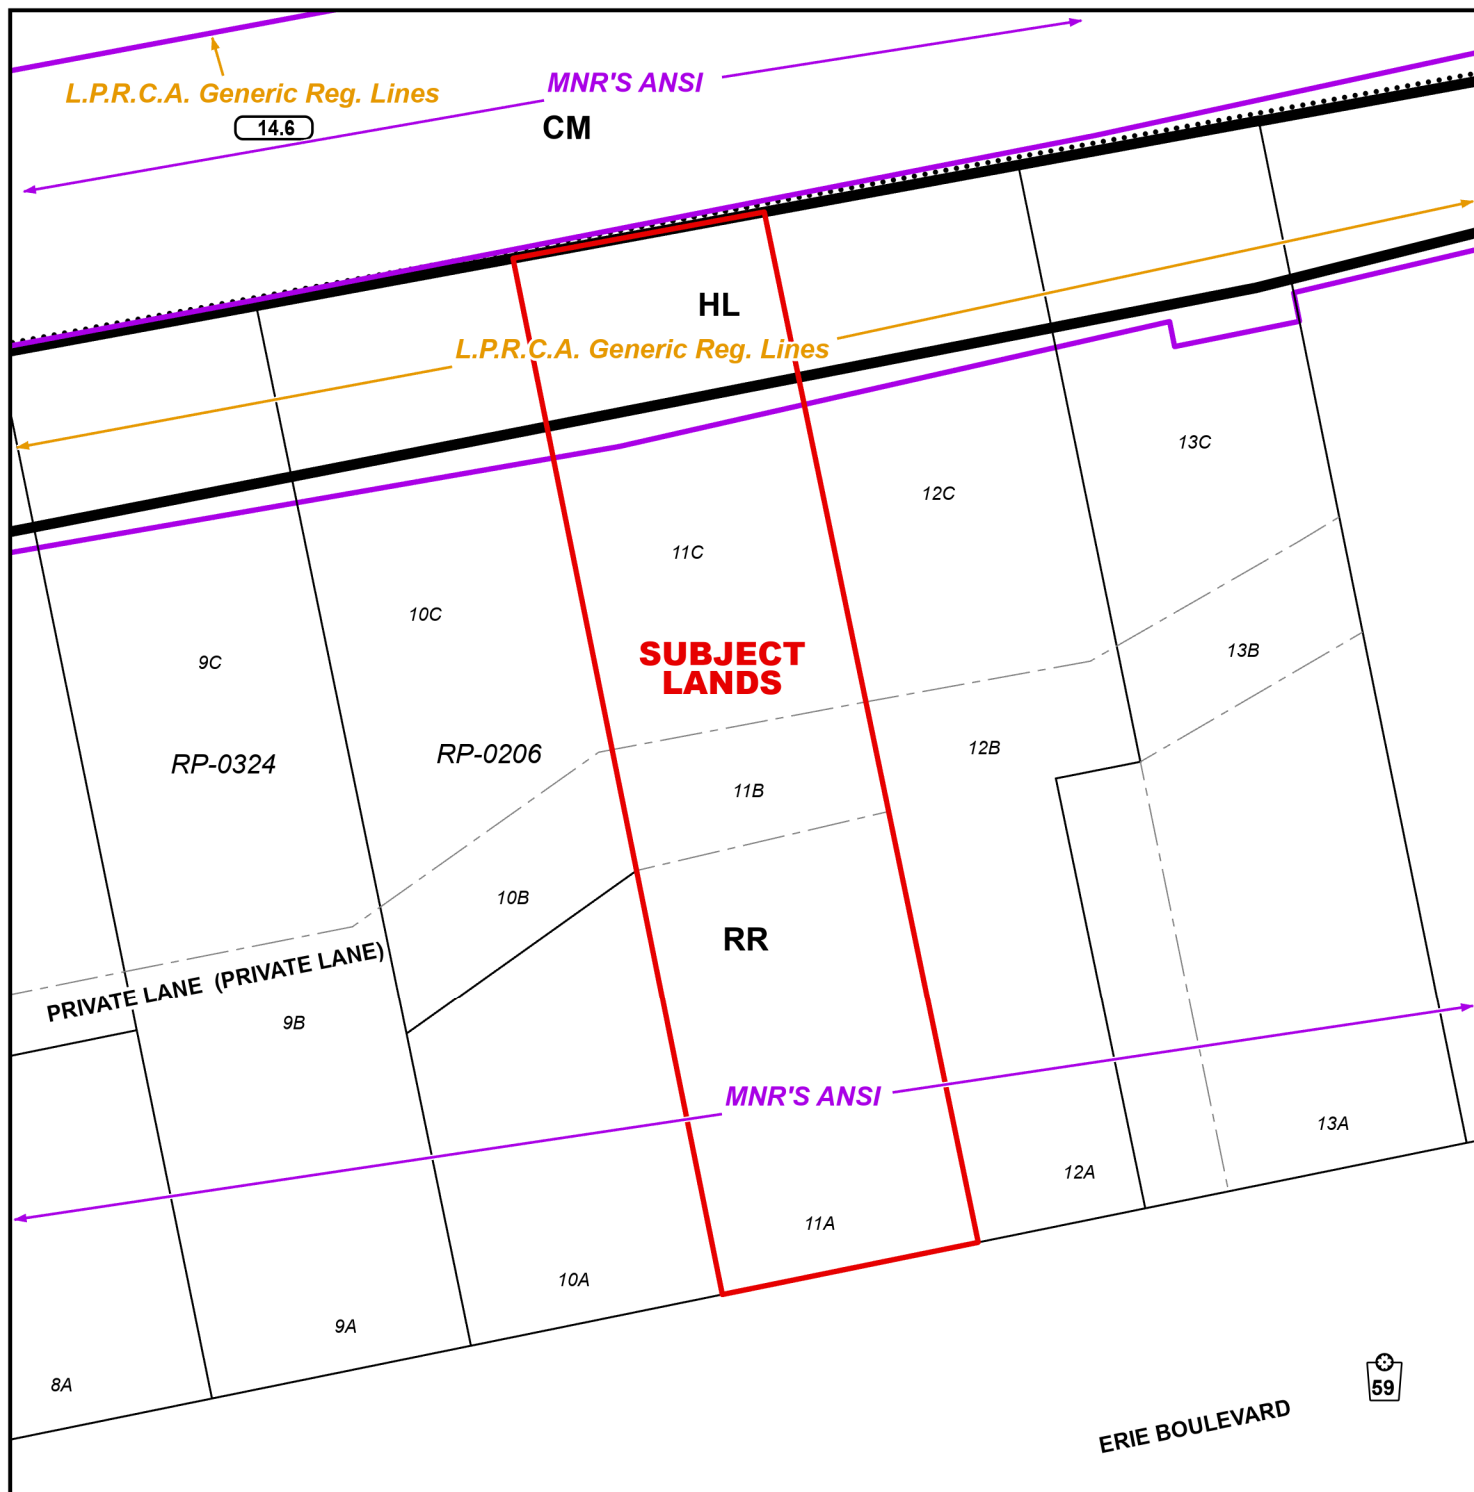 MNR'S ANSI
L.P.R.C.A. Generic Reg. Lines
14.6
CM
HL
L.P.R.C.A. Generic Reg. Lines
13C
12C
11C
10C
9C
SUBJECT
LANDS
13B
12B
RP-0206
RP-0324
11B
10B
RR
PRIVATE LANE (PRIVATE LANE)
9B
MNR'S ANSI
13A
12A
11A
10A
9A
8A
59
ERIE BOULEVARD